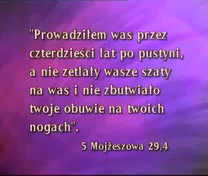 "Prowadziłem was przez
czterdzieści lat po pustyni,
a nie zetlały wasze szaty
na was i nie zbutwiało
twoje obuwie na twoich
nogach".
5 Mojżeszowa 29,4